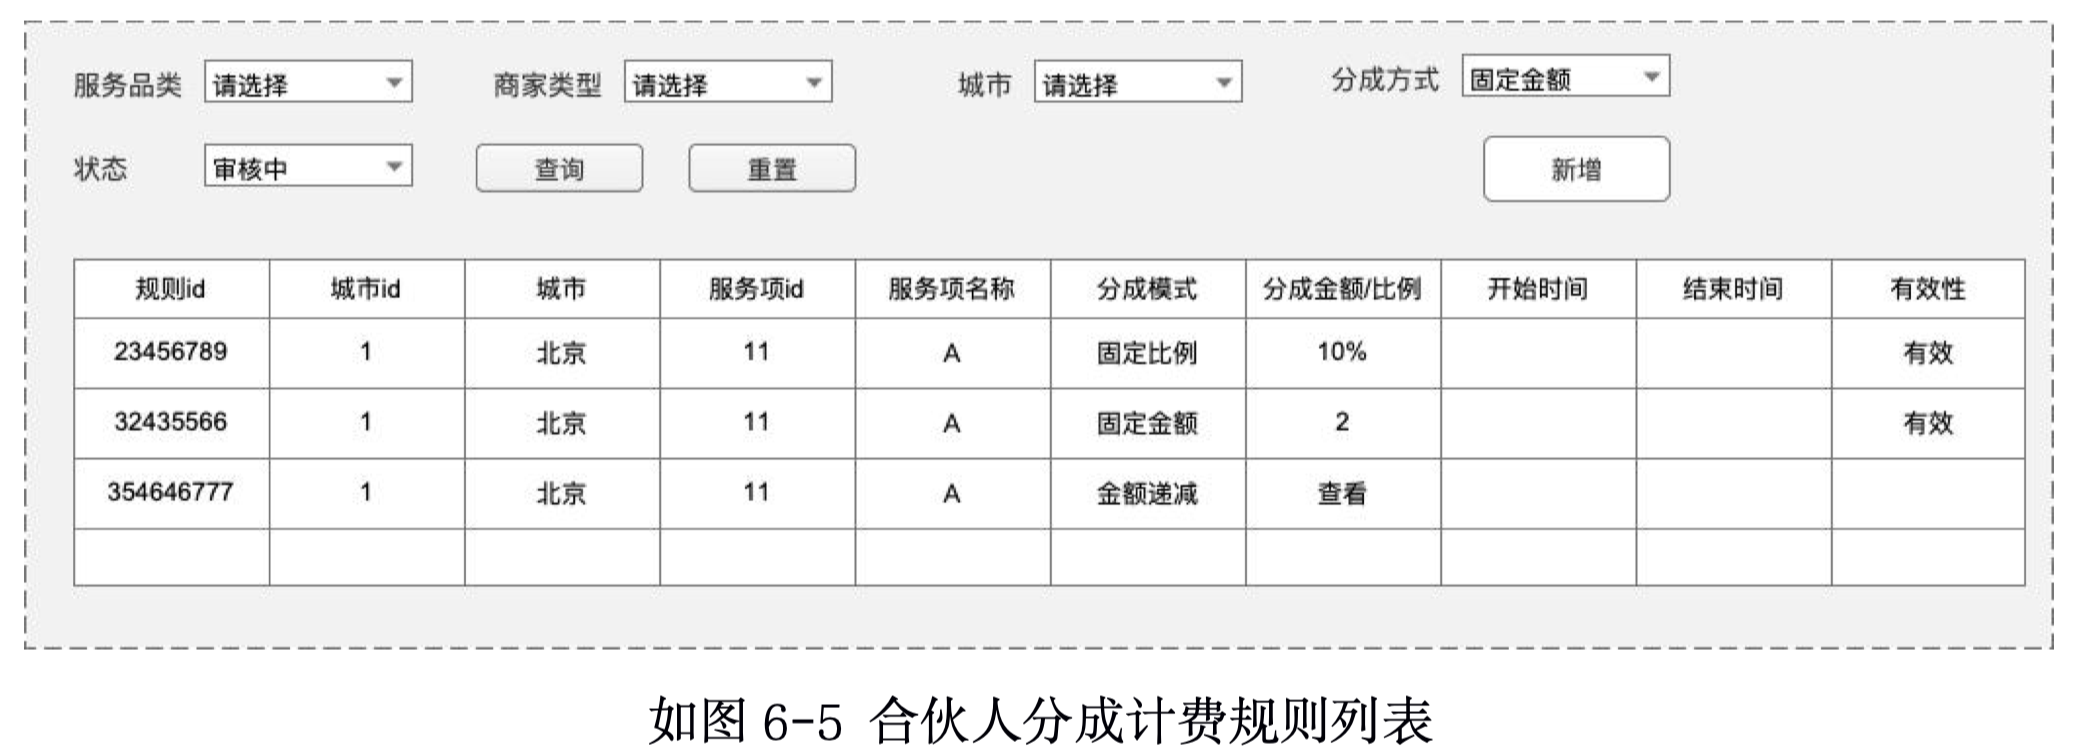 服务品类 请选择 商家类型 请选择 城市 请选择 分成方式 固定金额
状态 审核中 查询 重置 新增
规则id 城市id 城市 服务项id 服务项名称 分成模式 分成金额/比例 开始时间 结束时间 有效性
23456789 1 北京 11 A 固定比例 10% 有效
32435566 1 北京 11 A 固定金额 2 有效
354646777 1 北京 11 A 金额递减 查看
如图 6-5 合伙人分成计费规则列表